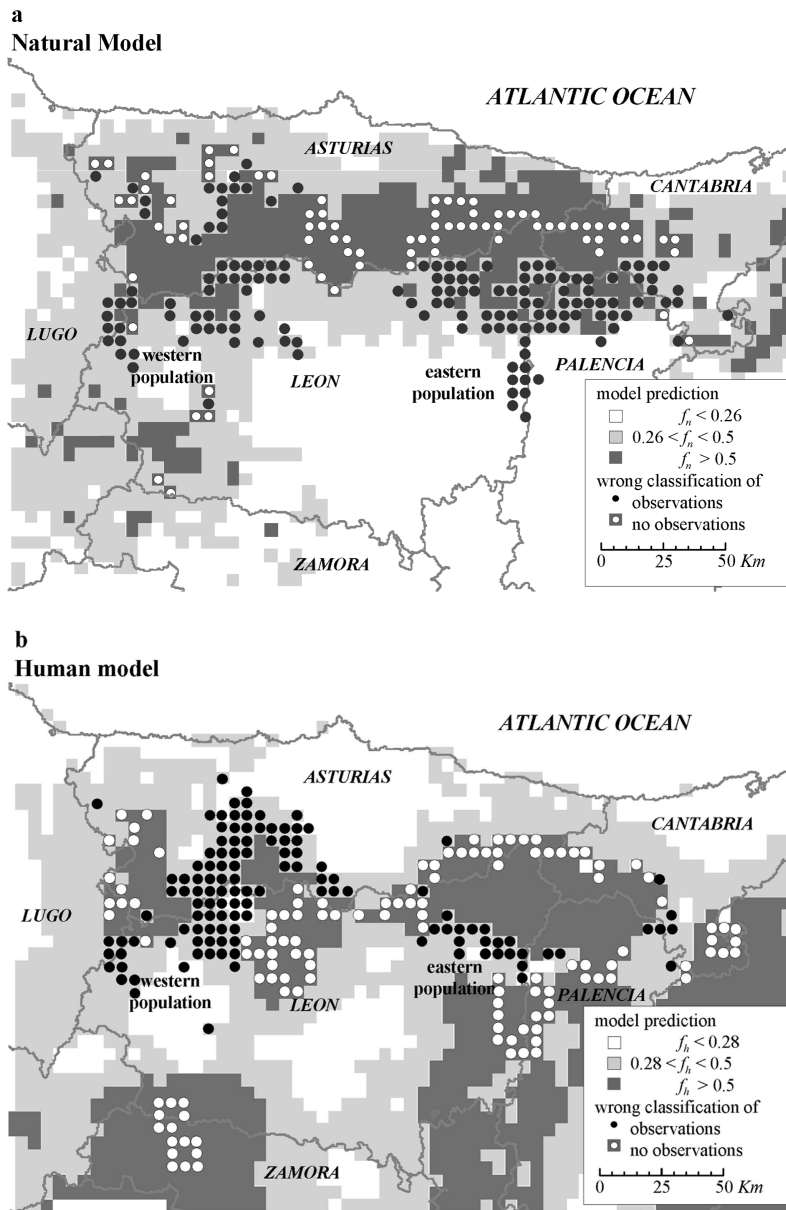 a
Natural Model
ATLANTIC OCEAN
ASTURIAS
CANTABRIA
LUGO
western
population
LEON
eastern
population
PALENCIA
ZAMORA
model prediction
fn < 0.26
0.26 < fn < 0.5
fn > 0.5
wrong classification of
observations
no observations
0 25 50 Km
b
Human model
ATLANTIC OCEAN
ASTURIAS
CANTABRIA
LUGO
western
population
LEON
eastern
population
PALENCIA
ZAMORA
model prediction
fh < 0.28
0.28 < fh < 0.5
fh > 0.5
wrong classification of
observations
no observations
0 25 50 Km